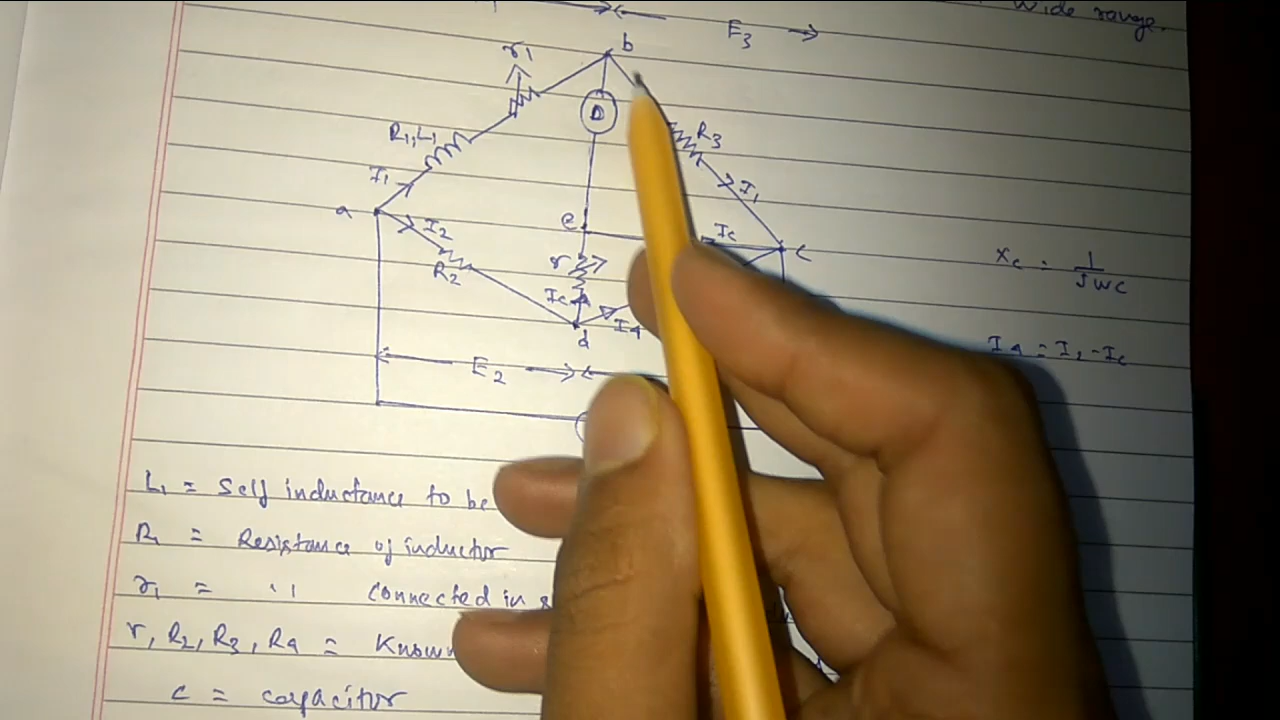 Wide range.
E3
b
r1
D
R1, L1
R3
I1
I1
a
I2
e
Ic
c
R2
r
Ic
I4
d
Xc = 1/JWC
I4 = I2 - Ic
E2
L1 = Self inductance to be
R1 = Resistance of inductor
r1 = '' connected in
r, R2, R3, R4 = Known
C = capacitor